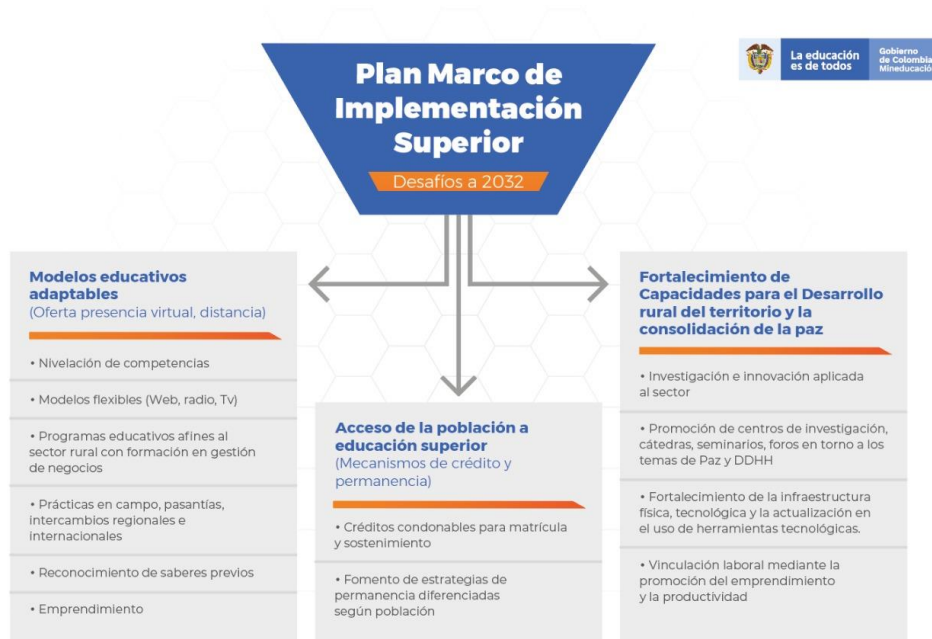 Plan Marco de
Implementación
Superior
Desafíos a 2032
La educación
es de todos
Gobierno
de Colombia
Mineducación
Modelos educativos
adaptables
(Oferta presencia virtual, distancia)
• Nivelación de competencias
• Modelos flexibles (Web, radio, Tv)
• Programas educativos afines al
sector rural con formación en gestión
de negocios
• Prácticas en campo, pasantías,
intercambios regionales e
internacionales
• Reconocimiento de saberes previos
• Emprendimiento
Acceso de la población a
educación superior
(Mecanismos de crédito y
permanencia)
• Créditos condonables para matrícula
y sostenimiento
• Fomento de estrategias de
permanencia diferenciadas
según población
Fortalecimiento de
Capacidades para el Desarrollo
rural del territorio y la
consolidación de la paz
• Investigación e innovación aplicada
al sector
• Promoción de centros de investigación,
cátedras, seminarios, foros en torno a los
temas de Paz y DDHH
• Fortalecimiento de la infraestructura
física, tecnológica y la actualización en
el uso de herramientas tecnológicas.
• Vinculación laboral mediante la
promoción del emprendimiento
y la productividad